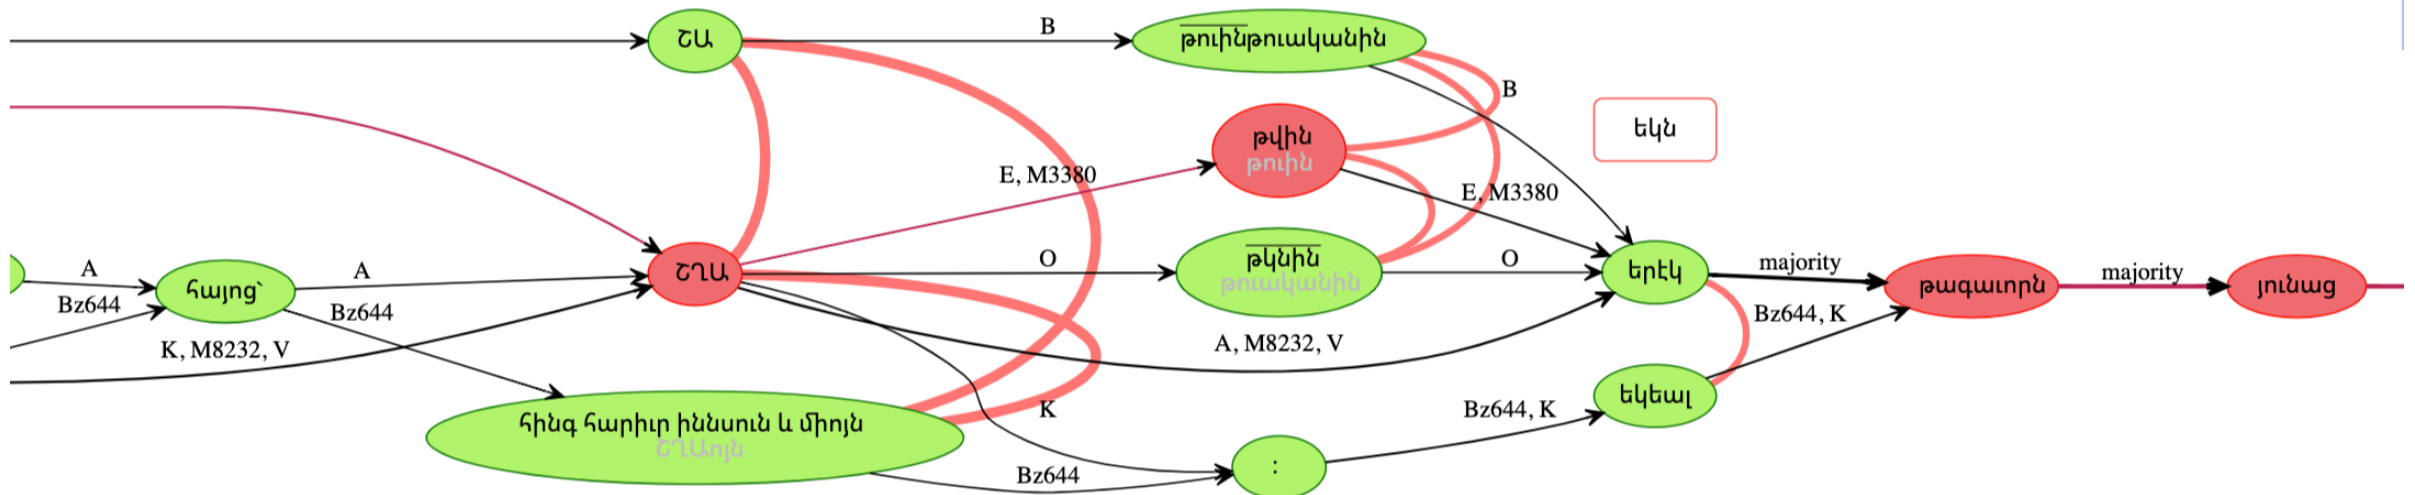 ՇԱ
B
թուինթուականին
B
եկն
թվին
թուին
E, M3380
E, M3380
A
հայոց՝
A
ՇՂԱ
O
թկնին
թուականին
O
երէկ
majority
թագաւորն
majority
յունաց
Bz644
Bz644
K, M8232, V
A, M8232, V
Bz644, K
եկեալ
հինգ հարիւր իննսուն և միոյն
ՇՂԱոյն
K
Bz644, K
Bz644
: